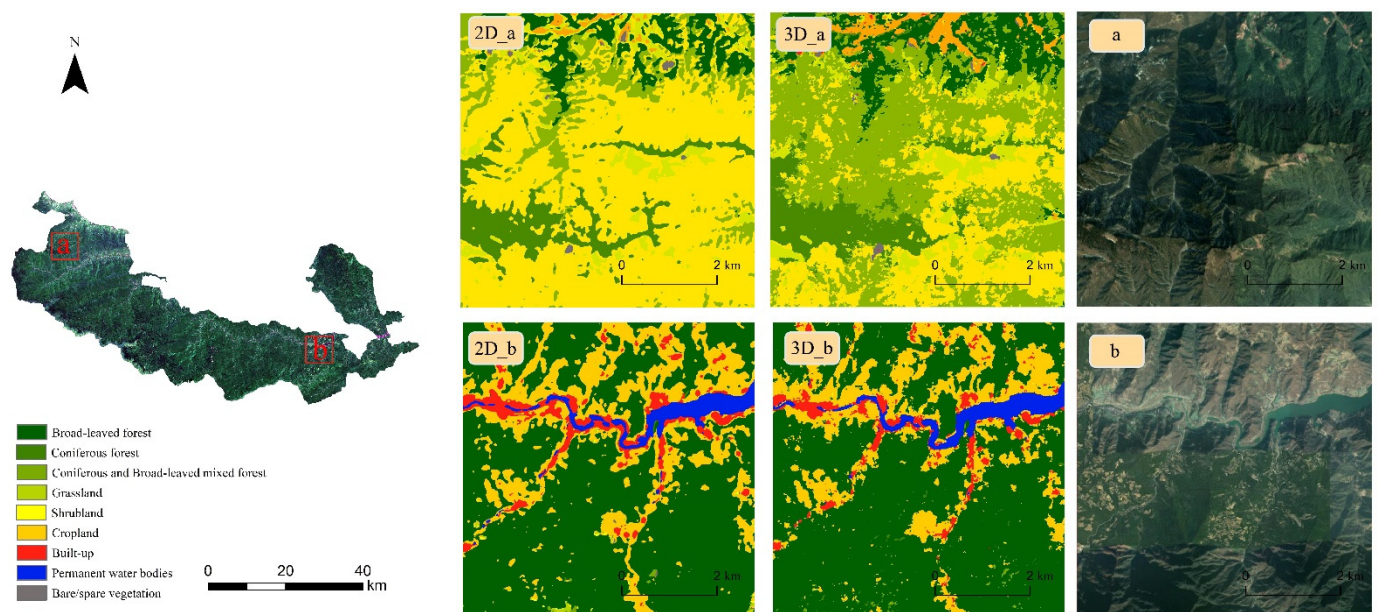 N
a
b
Broad-leaved forest
Coniferous forest
Coniferous and Broad-leaved mixed forest
Grassland
Shrubland
Cropland
Built-up
Permanent water bodies
Bare/spare vegetation
0 20 40
km
2D_a
0 2 km
3D_a
0 2 km
a
0 2 km
2D_b
0 2 km
3D_b
0 2 km
b
0 2 km